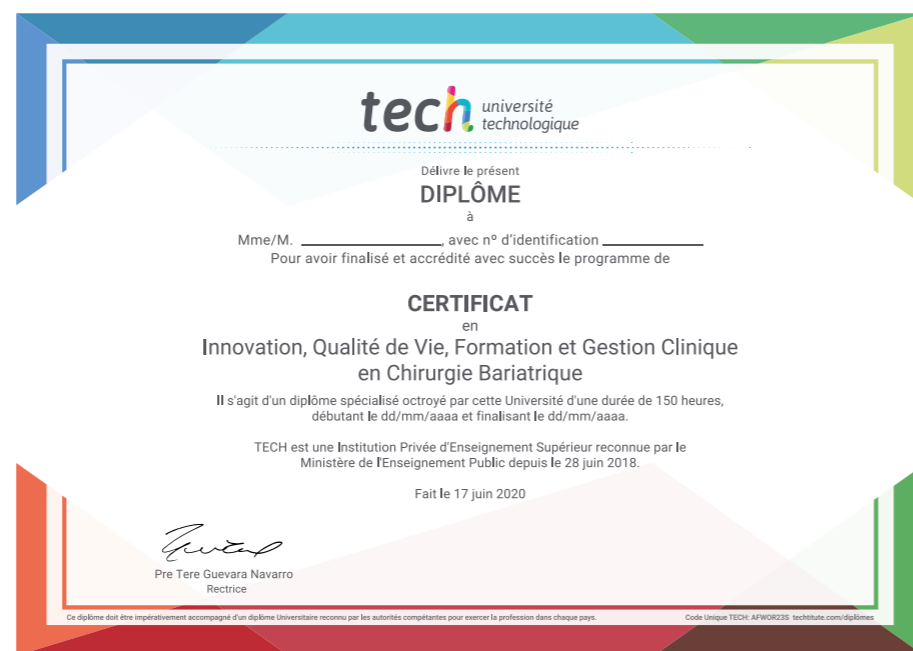 tech université
technologique
Délivre le présent
DIPLÔME
à
Mme/M. ____________, avec nº d'identification ____________
Pour avoir finalisé et accrédité avec succès le programme de
CERTIFICAT
en
Innovation, Qualité de Vie, Formation et Gestion Clinique
en Chirurgie Bariatrique
Il s'agit d'un diplôme spécialisé octroyé par cette Université d'une durée de 150 heures,
débutant le dd/mm/aaaa et finalisant le dd/mm/aaaa.
TECH est une Institution Privée d'Enseignement Supérieur reconnue par le
Ministère de l'Enseignement Public depuis le 28 juin 2018.
Fait le 17 juin 2020
Pre Tere Guevara Navarro
Rectrice
Ce diplôme doit être impérativement accompagné d'un diplôme Universitaire reconnu par les autorités compétantes pour exercer la profession dans chaque pays.
Code Unique TECH: AFWOR23S techtitute.com/diplômes